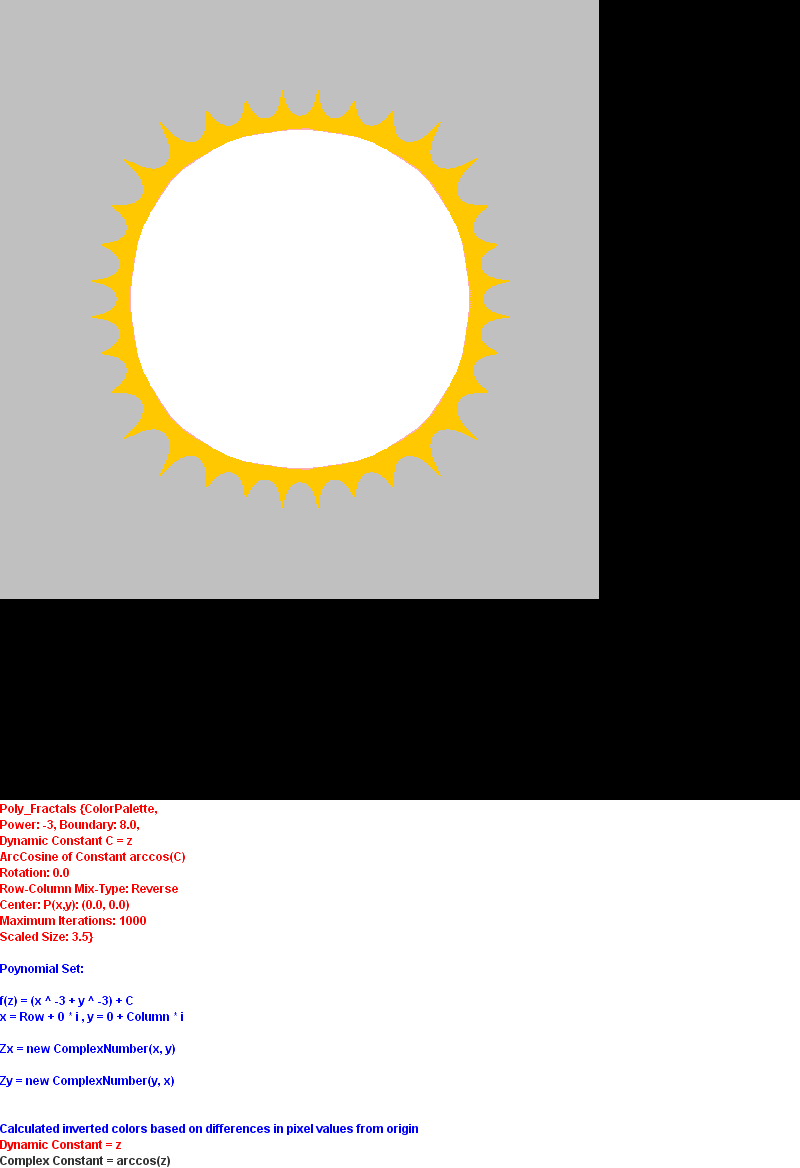 Poly_Fractals {ColorPalette,
Power: -3, Boundary: 8.0,
Dynamic Constant C = z
ArcCosine of Constant arccos(C)
Rotation: 0.0
Row-Column Mix-Type: Reverse
Center: P(x,y): (0.0, 0.0)
Maximum Iterations: 1000
Scaled Size: 3.5}
Poynomial Set:
f(z) = (x ^ -3 + y ^ -3) + C
x = Row + 0 * i , y = 0 + Column * i
Zx = new ComplexNumber(x, y)
Zy = new ComplexNumber(y, x)
Calculated inverted colors based on differences in pixel values from origin
Dynamic Constant = z
Complex Constant = arccos(z)